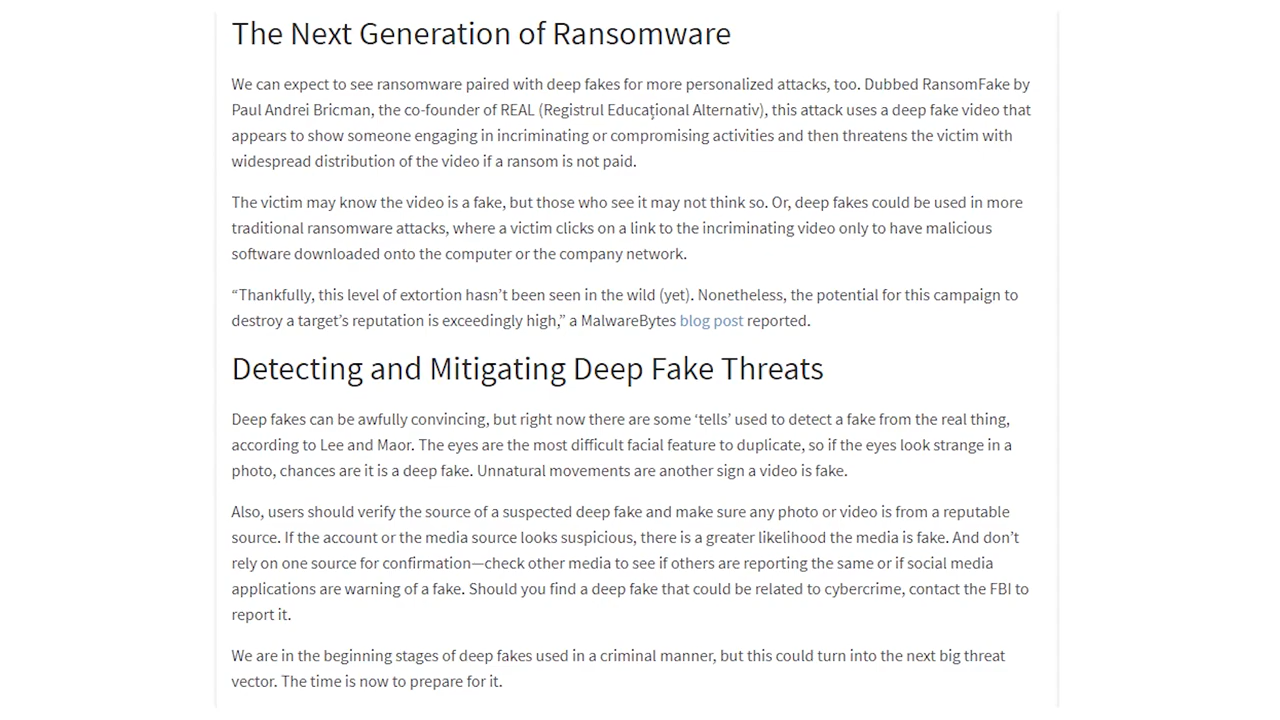 The Next Generation of Ransomware
We can expect to see ransomware paired with deep fakes for more personalized attacks, too. Dubbed RansomFake by
Paul Andrei Bricman, the co-founder of REAL (Registrul Educațional Alternativ), this attack uses a deep fake video that
appears to show someone engaging in incriminating or compromising activities and then threatens the victim with
widespread distribution of the video if a ransom is not paid.
The victim may know the video is a fake, but those who see it may not think so. Or, deep fakes could be used in more
traditional ransomware attacks, where a victim clicks on a link to the incriminating video only to have malicious
software downloaded onto the computer or the company network.
“Thankfully, this level of extortion hasn’t been seen in the wild (yet). Nonetheless, the potential for this campaign to
destroy a target’s reputation is exceedingly high,” a MalwareBytes blog post reported.
Detecting and Mitigating Deep Fake Threats
Deep fakes can be awfully convincing, but right now there are some ‘tells’ used to detect a fake from the real thing,
according to Lee and Maor. The eyes are the most difficult facial feature to duplicate, so if the eyes look strange in a
photo, chances are it is a deep fake. Unnatural movements are another sign a video is fake.
Also, users should verify the source of a suspected deep fake and make sure any photo or video is from a reputable
source. If the account or the media source looks suspicious, there is a greater likelihood the media is fake. And don’t
rely on one source for confirmation—check other media to see if others are reporting the same or if social media
applications are warning of a fake. Should you find a deep fake that could be related to cybercrime, contact the FBI to
report it.
We are in the beginning stages of deep fakes used in a criminal manner, but this could turn into the next big threat
vector. The time is now to prepare for it.